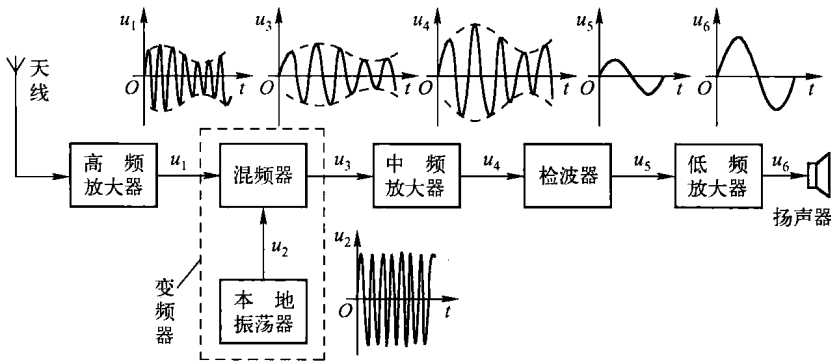 u1
u3
u4
u5
u6
O t
O t
O t
O t
O t
天线
高频放大器
u1
混频器
u3
中频放大器
u4
检波器
u5
低频放大器
u6
扬声器
u2
变频器
本地振荡器
u2
O t